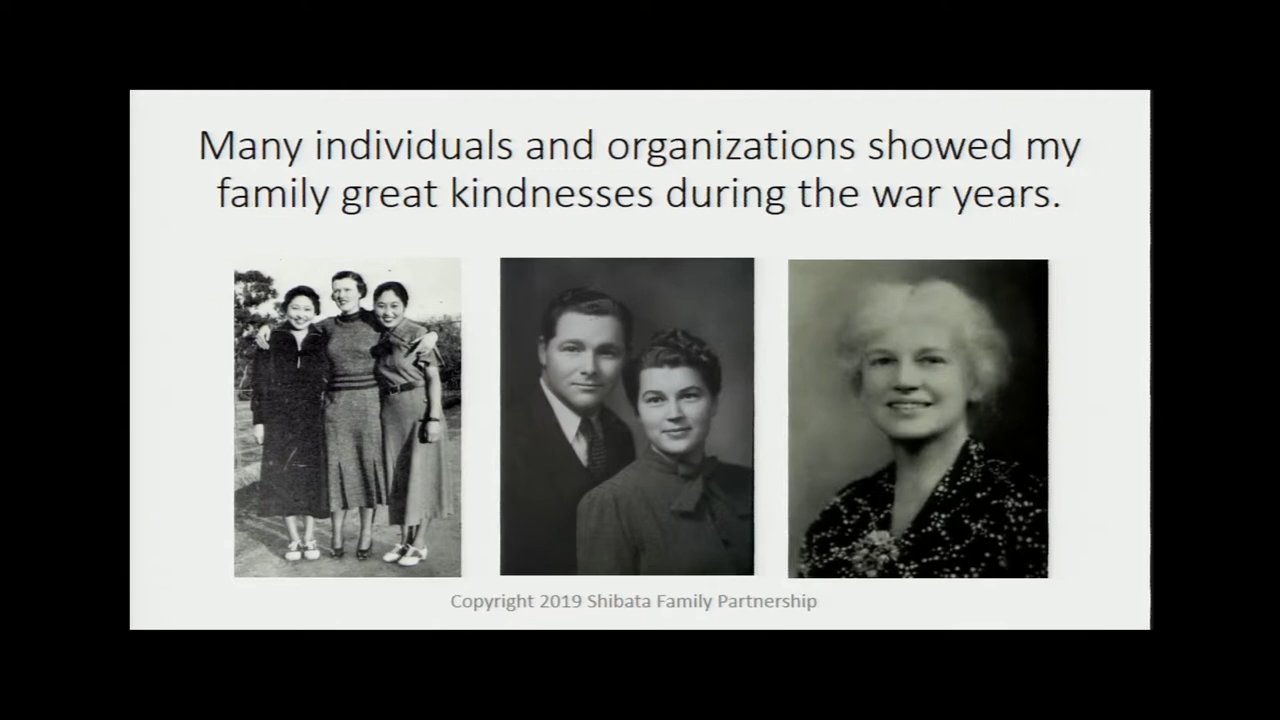 Many individuals and organizations showed my
family great kindnesses during the war years.
Copyright 2019 Shibata Family Partnership